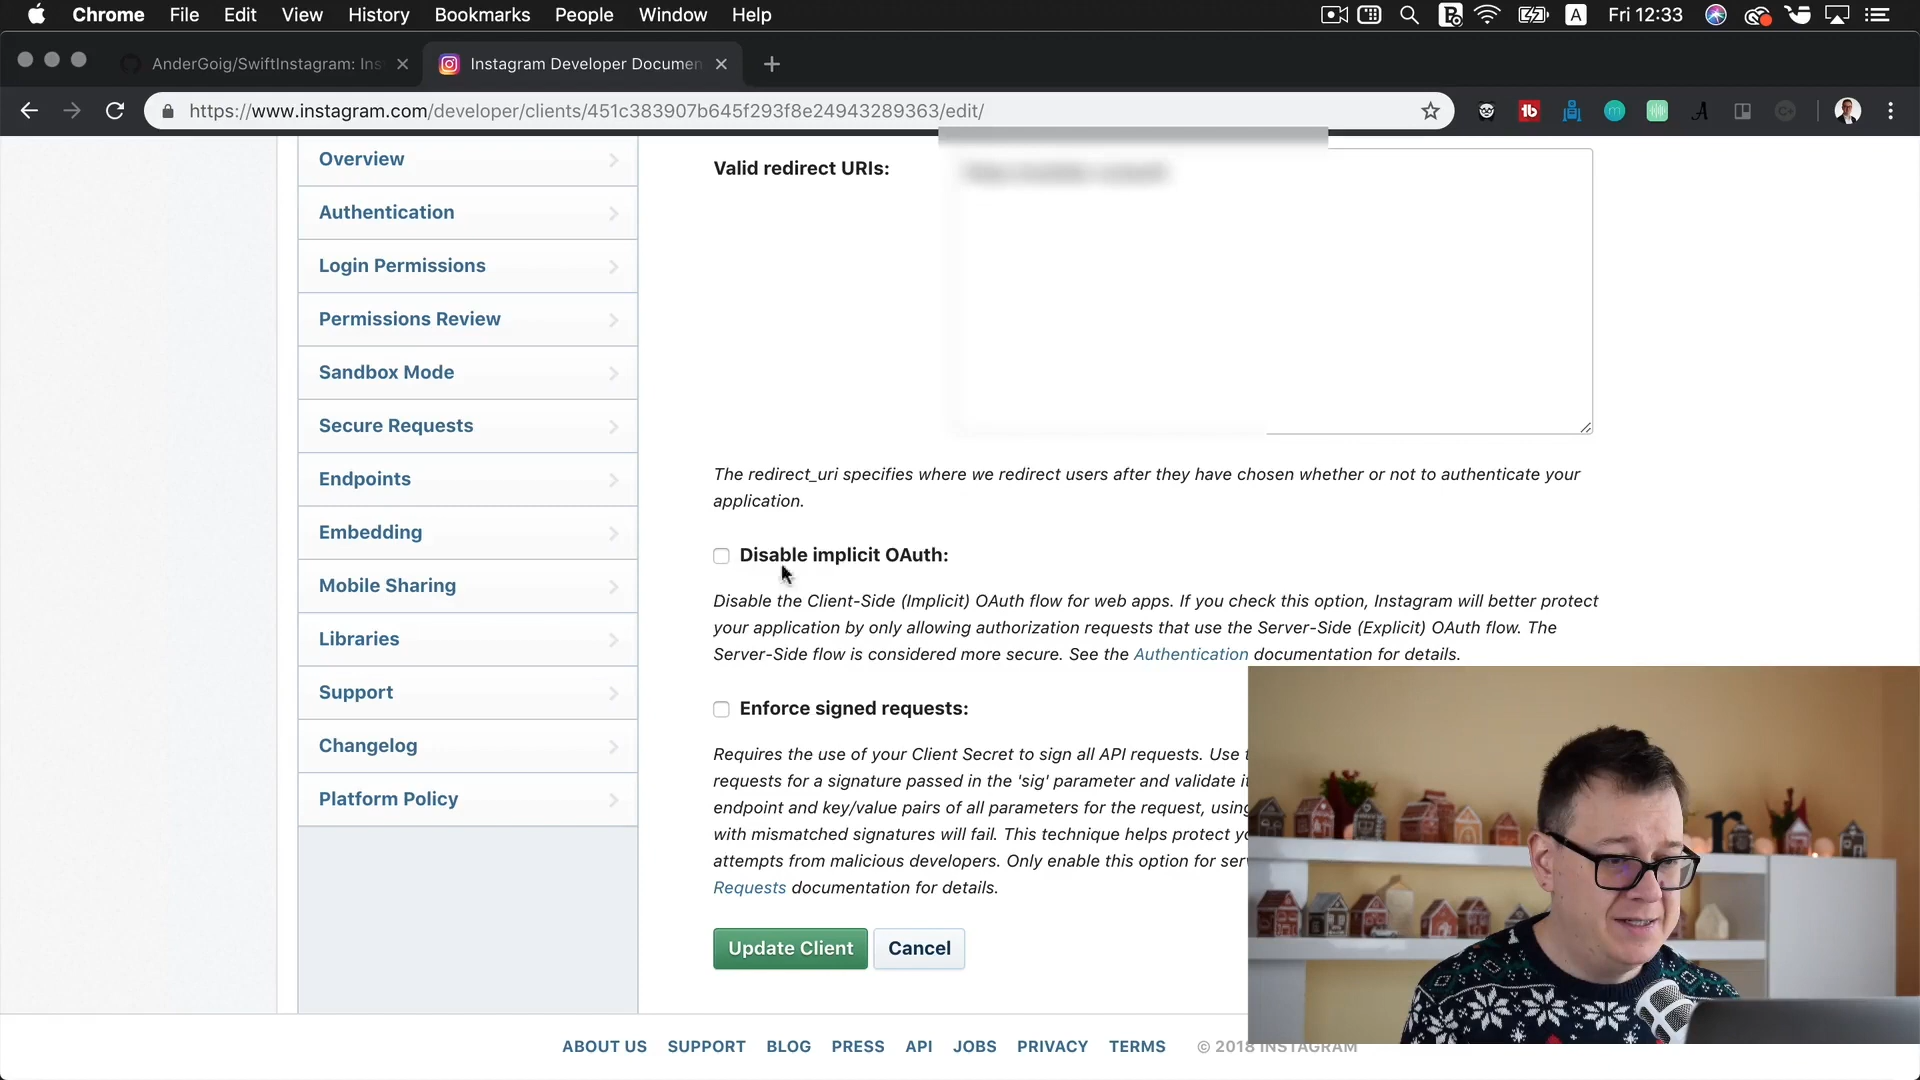 Chrome File Edit View History Bookmarks People Window Help
A Fri 12:33
AnderGoig/SwiftInstagram: Ins
Instagram Developer Documen
https://www.instagram.com/developer/clients/451c383907b645f293f8e24943289363/edit/
Overview
Authentication
Login Permissions
Permissions Review
Sandbox Mode
Secure Requests
Endpoints
Embedding
Mobile Sharing
Libraries
Support
Changelog
Platform Policy
Valid redirect URIs:
The redirect_uri specifies where we redirect users after they have chosen whether or not to authenticate your
application.
Disable implicit OAuth:
Disable the Client-Side (Implicit) OAuth flow for web apps. If you check this option, Instagram will better protect
your application by only allowing authorization requests that use the Server-Side (Explicit) OAuth flow. The
Server-Side flow is considered more secure. See the Authentication documentation for details.
Enforce signed requests:
Requires the use of your Client Secret to sign all API requests. Use
requests for a signature passed in the 'sig' parameter and validate
endpoint and key/value pairs of all parameters for the request, using
with mismatched signatures will fail. This technique helps protect
attempts from malicious developers. Only enable this option for
Requests documentation for details.
Update Client Cancel
ABOUT US SUPPORT BLOG PRESS API JOBS PRIVACY TERMS © 2018 INSTAGRAM